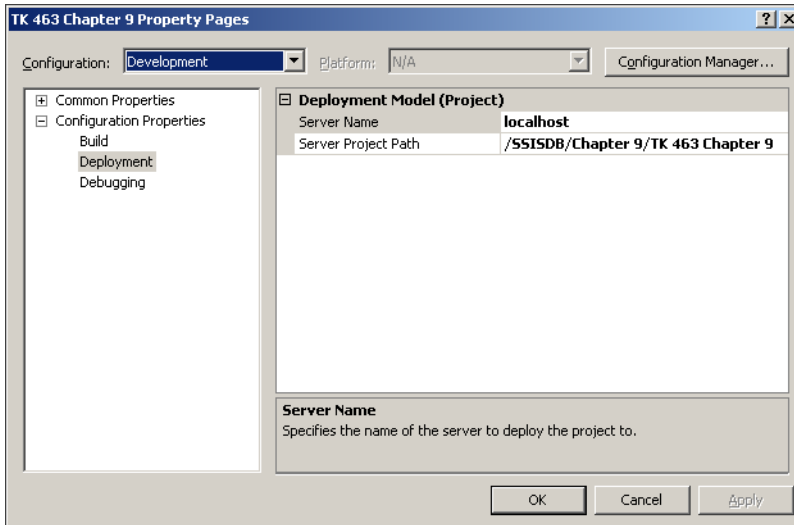 TK 463 Chapter 9 Property Pages
Configuration: Development Platform: N/A Configuration Manager...
Common Properties
Configuration Properties
Build
Deployment
Debugging
Deployment Model (Project)
Server Name localhost
Server Project Path /SSISDB/Chapter 9/TK 463 Chapter 9
Server Name
Specifies the name of the server to deploy the project to.
OK Cancel Apply